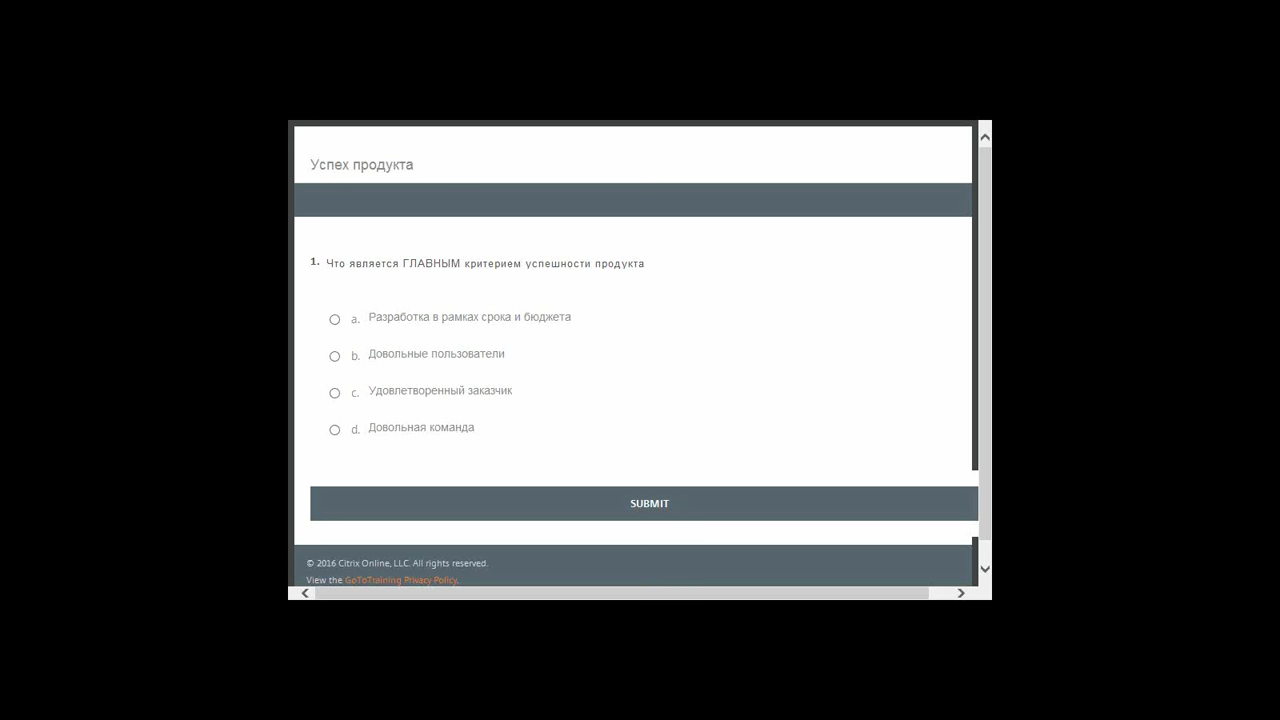 Успех продукта
1. Что является ГЛАВНЫМ критерием успешности продукта
a. Разработка в рамках срока и бюджета
b. Довольные пользователи
c. Удовлетворенный заказчик
d. Довольная команда
SUBMIT
© 2016 Citrix Online, LLC. All rights reserved.
View the GoToTraining Privacy Policy.